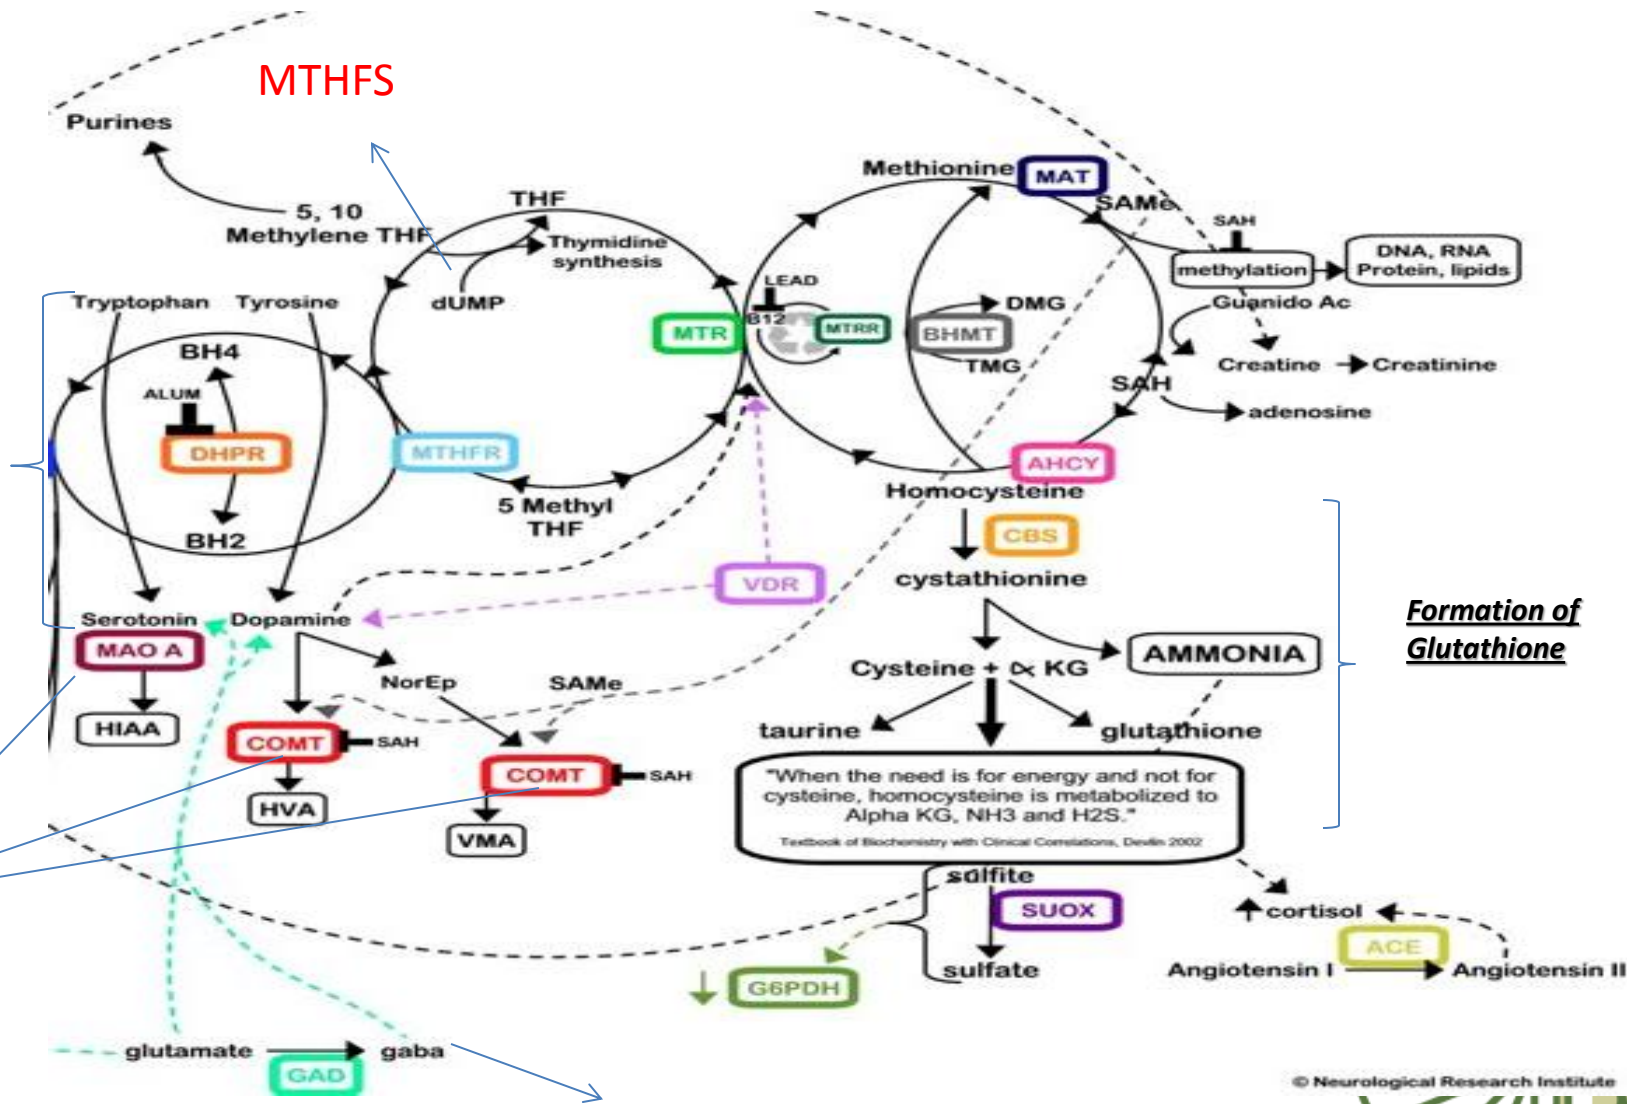 MTHFS
Purines
5, 10
Methylene THF
THF
Thymidine
synthesis
dUMP
Methionine
MAT
SAMe
SAH
methylation
DNA, RNA
Protein, lipids
Guanido Ac
Creatine
Creatinine
SAH
adenosine
Tryptophan
Tyrosine
BH4
ALUM
DHPR
BH2
MTHFR
5 Methyl
THF
MTR
LEAD
B12
MTRR
BHMT
DMG
TMG
AHCY
Homocysteine
CBS
cystathionine
VDR
Serotonin
Dopamine
MAO A
HIAA
NorEp
SAMe
COMT
SAH
HVA
COMT
SAH
VMA
Cysteine + ∝ KG
AMMONIA
taurine
glutathione
Formation of
Glutathione
"When the need is for energy and not for
cysteine, homocysteine is metabolized to
Alpha KG, NH3 and H2S."
Textbook of Biochemistry with Clinical Correlations, Devlin 2002
sulfite
SUOX
sulfate
G6PDH
cortisol
ACE
Angiotensin I
Angiotensin II
glutamate
gaba
GAD
© Neurological Research Institute